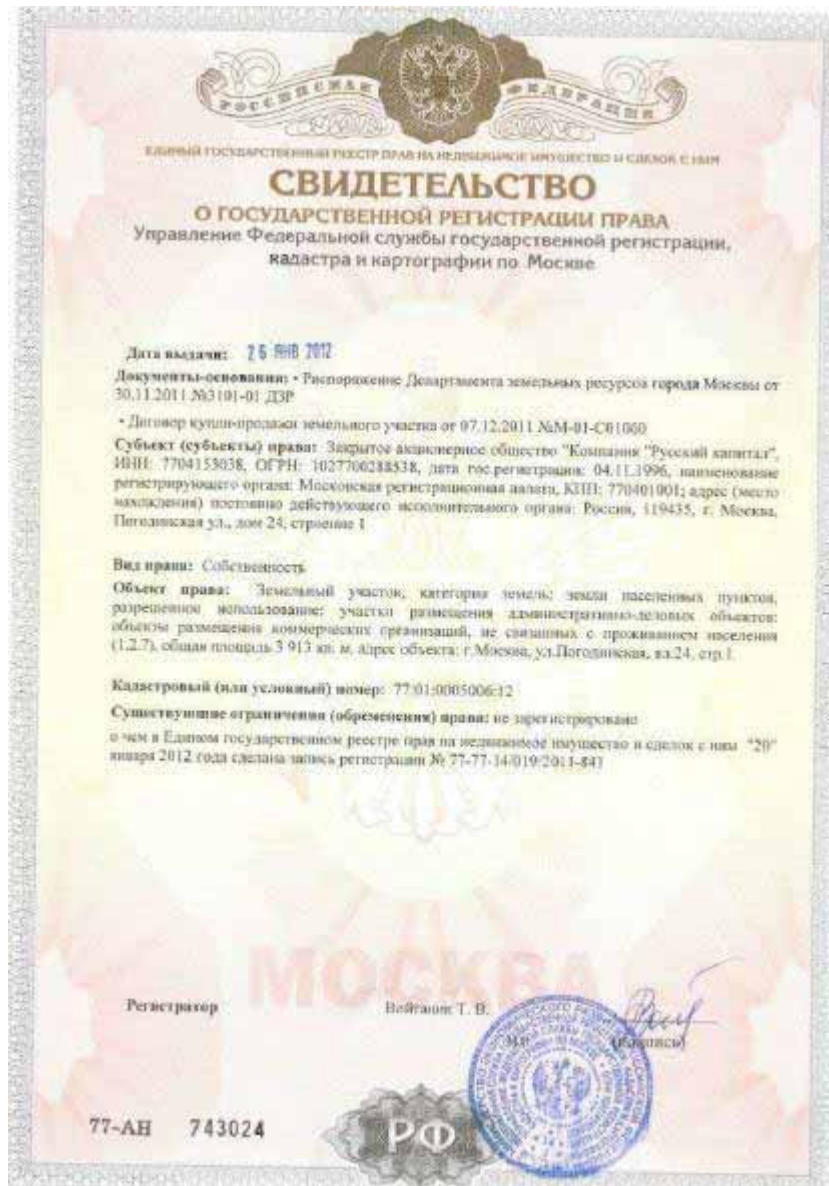 РОССИЙСКАЯ ФЕДЕРАЦИЯ
ЕДИНЫЙ ГОСУДАРСТВЕННЫЙ РЕЕСТР ПРАВ НА НЕДВИЖИМОЕ ИМУЩЕСТВО И СДЕЛОК С НИМ
СВИДЕТЕЛЬСТВО
О ГОСУДАРСТВЕННОЙ РЕГИСТРАЦИИ ПРАВА
Управление Федеральной службы государственной регистрации,
кадастра и картографии по Москве
Дата выдачи: 26 ЯНВ 2012
Документы-основания: • Распоряжение Департамента земельных ресурсов города Москвы от
30.11.2011 №3101-01 ДЗР
• Договор купли-продажи земельного участка от 07.12.2011 №М-01-С01060
Субъект (субъекты) права: Закрытое акционерное общество "Компания "Русский капитал",
ИНН: 7704153038, ОГРН: 1027700288538, дата гос.регистрации: 04.11.1996, наименование
регистрирующего органа: Московская регистрационная палата, КПП: 770401001; адрес (место
нахождения) постоянно действующего исполнительного органа: Россия, 119435, г. Москва,
Погодинская ул., дом 24, строение 1
Вид права: Собственность
Объект права: Земельный участок, категория земель: земли населенных пунктов,
разрешенное использование: участки размещения административно-деловых объектов:
объекты размещения коммерческих организаций, не связанных с проживанием населения
(1.2.7), общая площадь 3 913 кв. м, адрес объекта: г.Москва, ул.Погодинская, вл.24, стр.1.
Кадастровый (или условный) номер: 77:01:0005006:12
Существующие ограничения (обременения) права: не зарегистрировано
о чем в Едином государственном реестре прав на недвижимое имущество и сделок с ним "20"
января 2012 года сделана запись регистрации № 77-77-14/019/2011-841
МОСКВА
Регистратор
Т. В.
М.П.
(подпись)
77-АН 743024
РФ